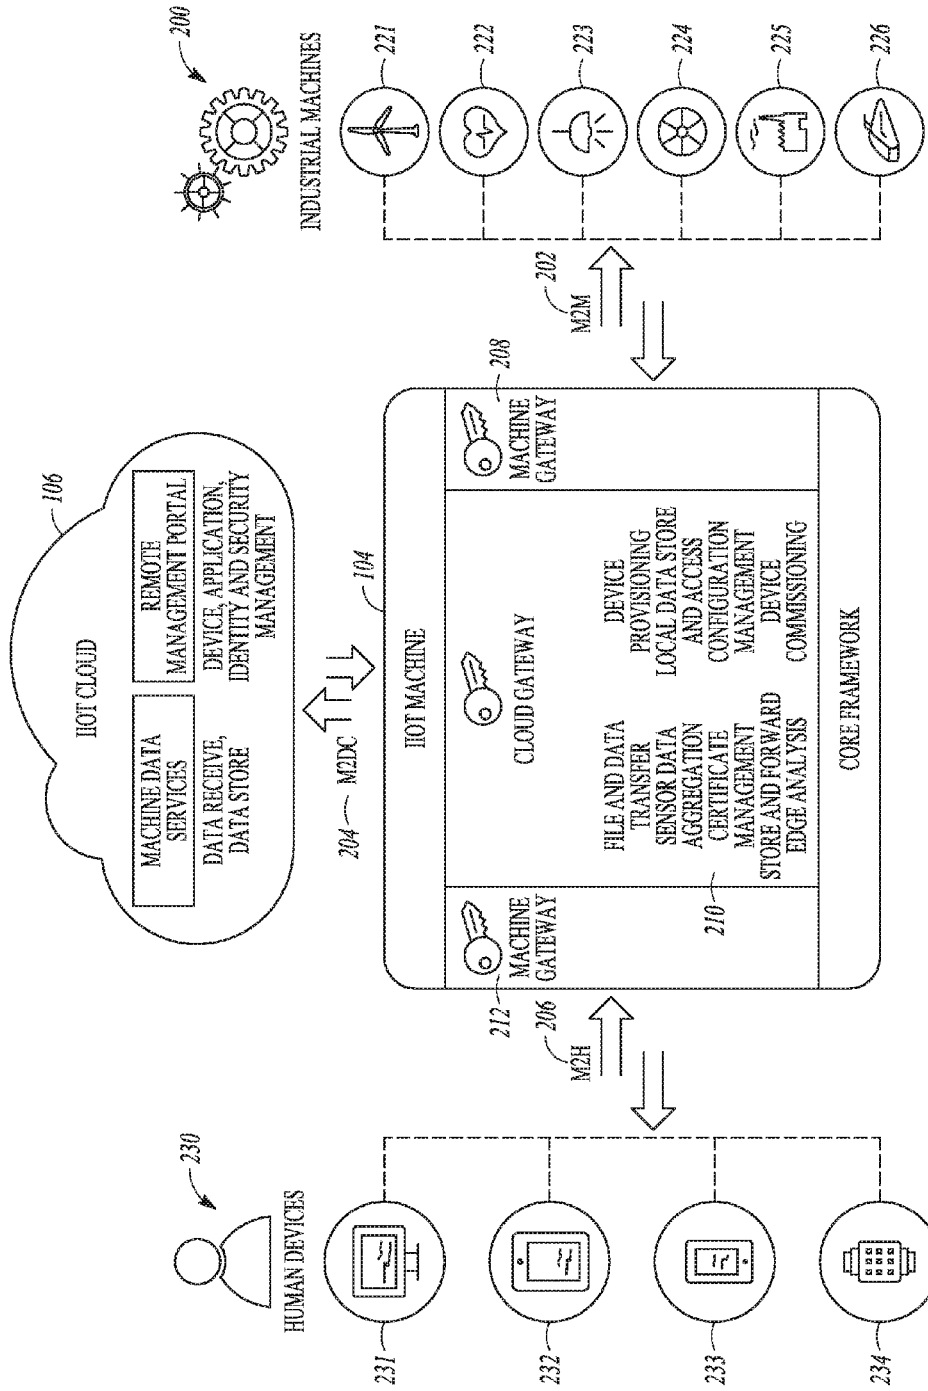 106
IIOT CLOUD
MACHINE DATA
SERVICES
DATA RECEIVE,
DATA STORE
REMOTE
MANAGEMENT PORTAL
DEVICE, APPLICATION,
IDENTITY AND SECURITY
MANAGEMENT
230
HUMAN DEVICES
231
232
233
234
200
INDUSTRIAL MACHINES
221
222
223
224
225
226
204
M2DC
104
IIOT MACHINE
212
MACHINE
GATEWAY
206
M2H
CLOUD GATEWAY
FILE AND DATA
TRANSFER
SENSOR DATA
AGGREGATION
CERTIFICATE
MANAGEMENT
STORE AND FORWARD
EDGE ANALYSIS
210
DEVICE
PROVISIONING
LOCAL DATA STORE
AND ACCESS
CONFIGURATION
MANAGEMENT
DEVICE
COMMISSIONING
208
MACHINE
GATEWAY
202
M2M
CORE FRAMEWORK